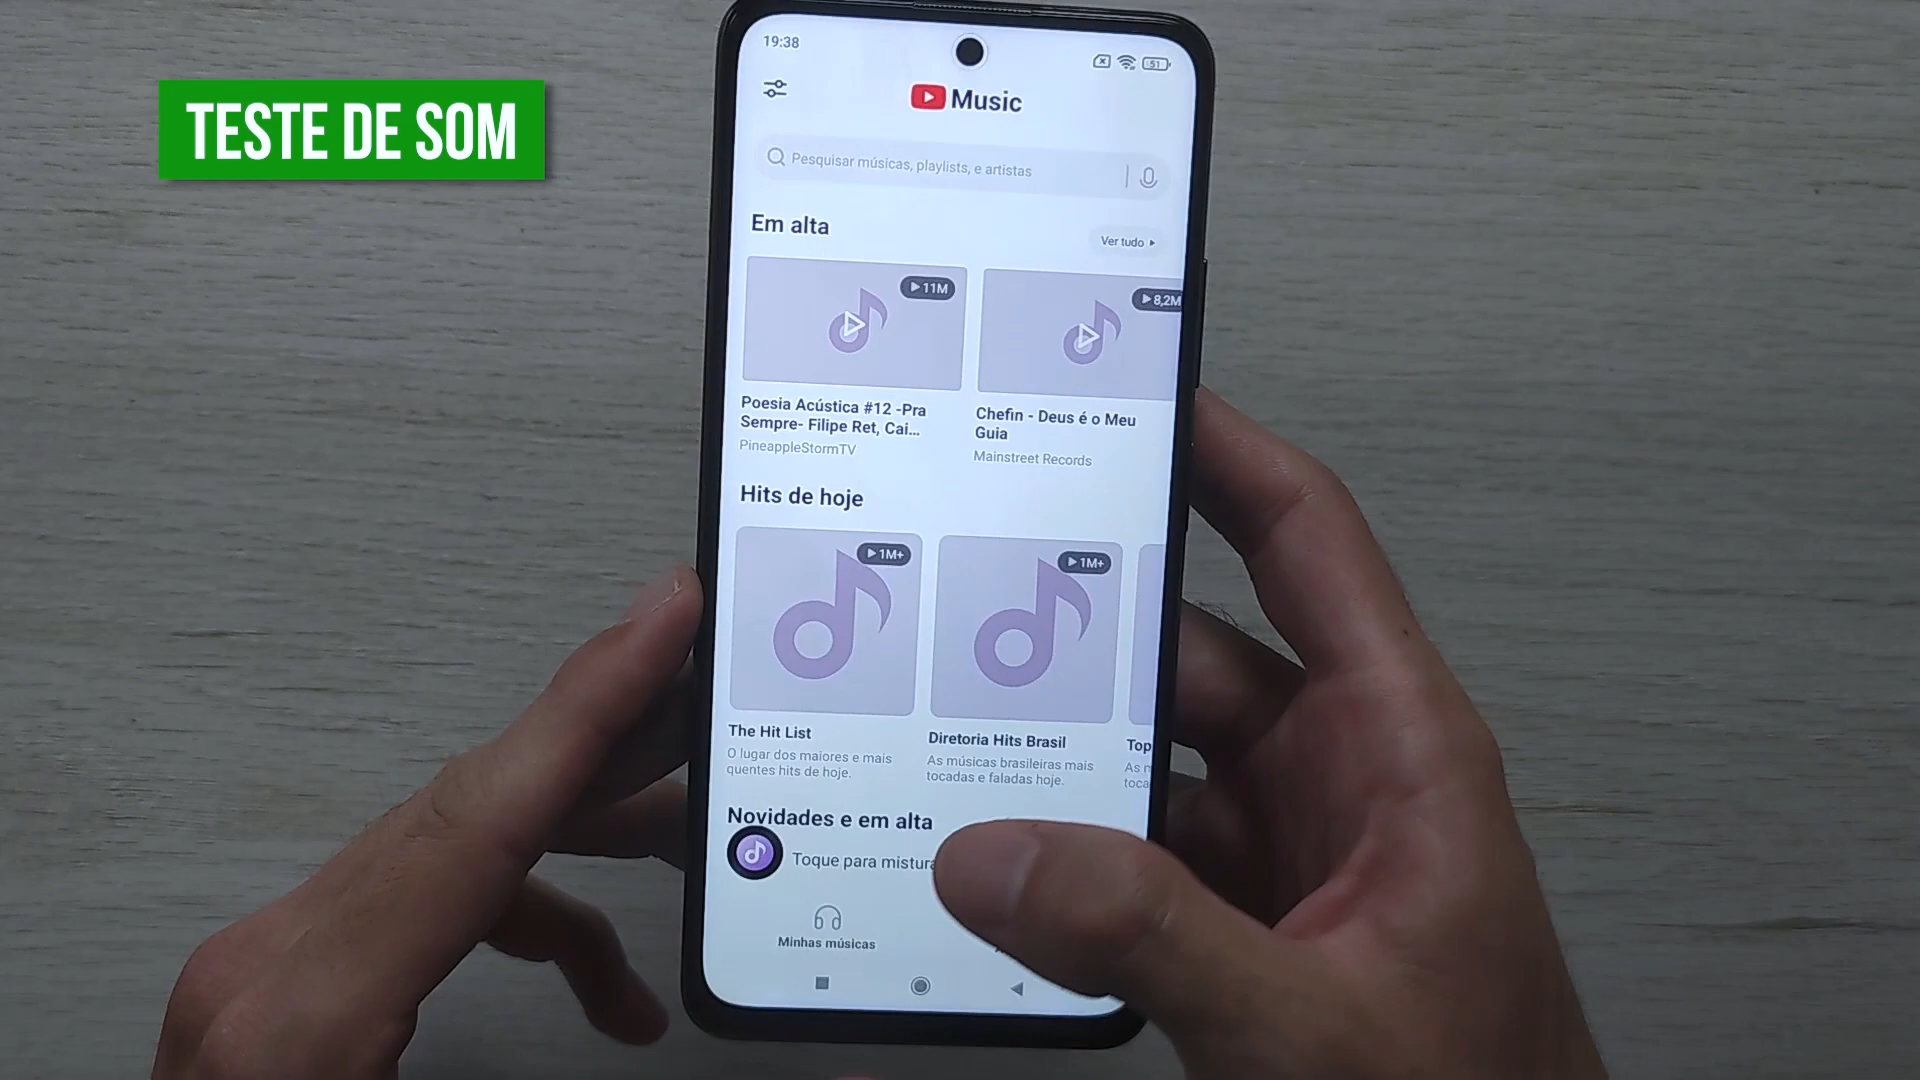 TESTE DE SOM
19:38
51
Music
Pesquisar músicas, playlists, e artistas
Em alta
Ver tudo
11M
8,2M
Poesia Acústica #12 -Pra
Sempre- Filipe Ret, Cai...
PineappleStormTV
Chefin - Deus é o Meu
Guia
Mainstreet Records
Hits de hoje
1M+
1M+
The Hit List
O lugar dos maiores e mais
quentes hits de hoje.
Diretoria Hits Brasil
As músicas brasileiras mais
tocadas e faladas hoje.
Top
As
toca
Novidades e em alta
Toque para mistura
Minhas músicas